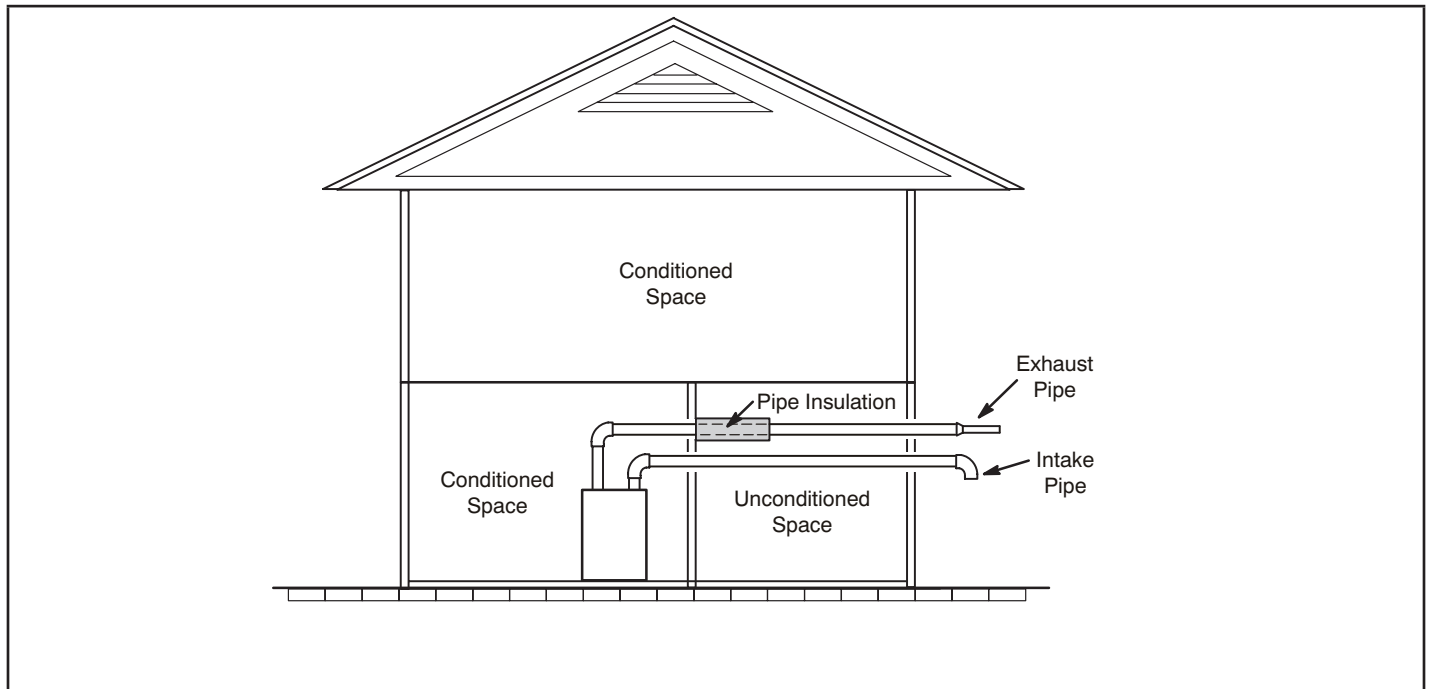 Conditioned
Space
Exhaust
Pipe
Pipe Insulation
Intake
Pipe
Conditioned
Space
Unconditioned
Space